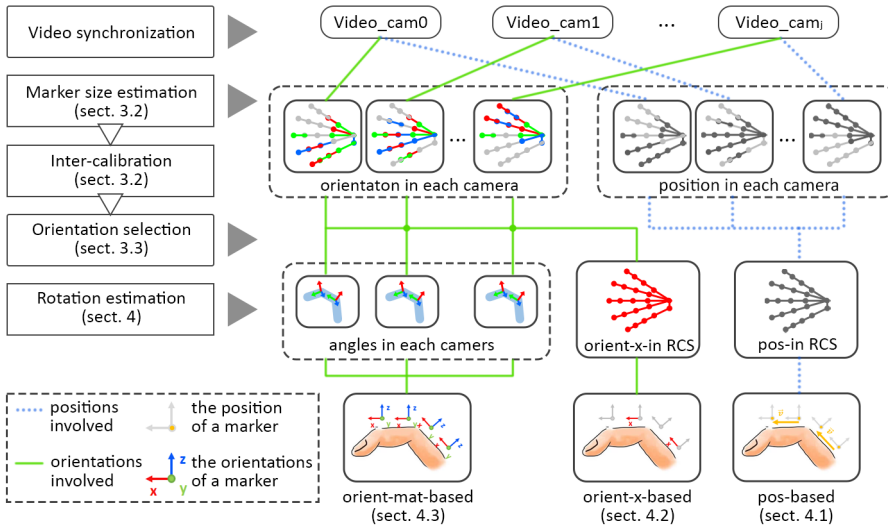 Video synchronization
Video_cam0
Video_cam1
...
Video_camⱼ
Marker size estimation
(sect. 3.2)
Inter-calibration
(sect. 3.2)
...
...
orientaton in each camera
position in each camera
Orientation selection
(sect. 3.3)
Rotation estimation
(sect. 4)
angles in each camers
orient-x-in RCS
pos-in RCS
positions
involved
the position
of a marker
orientations
involved
the orientations
of a marker
z
x
y
z
z
x
x
y
y
z
x
y
orient-mat-based
(sect. 4.3)
x
x
orient-x-based
(sect. 4.2)
pos-based
(sect. 4.1)